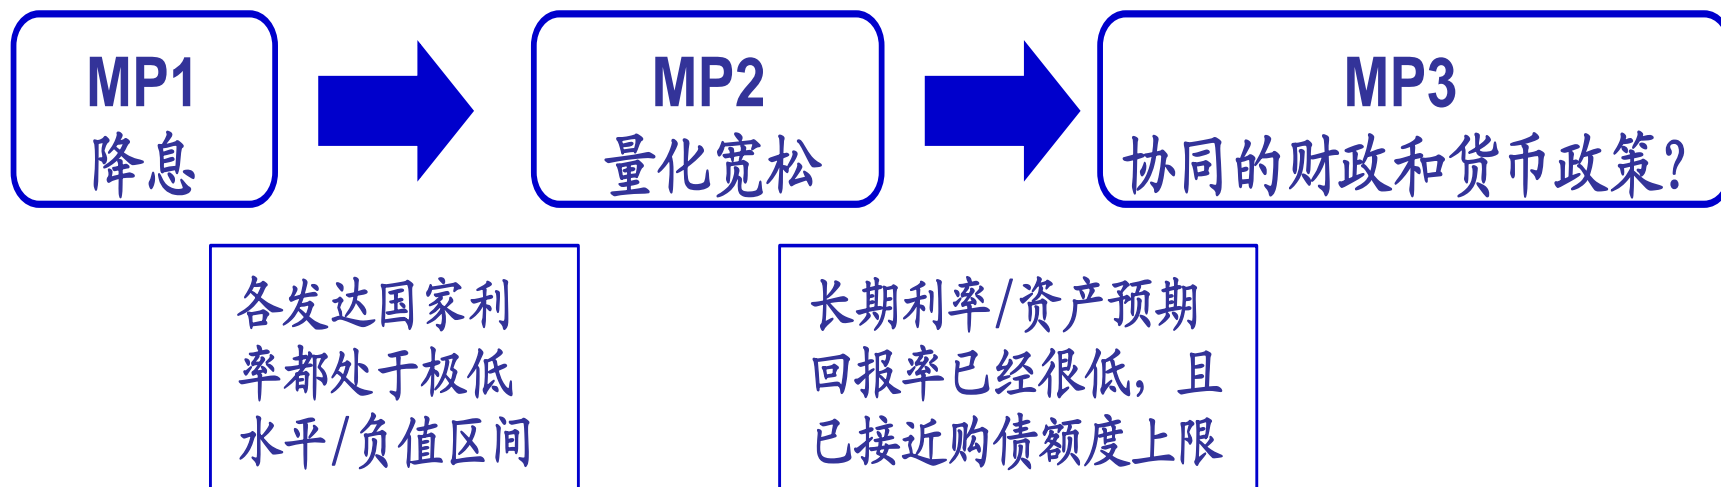 MP1
降息
MP2
量化宽松
MP3
协同的财政和货币政策?
各发达国家利
率都处于极低
水平/负值区间
长期利率/资产预期
回报率已经很低，且
已接近购债额度上限